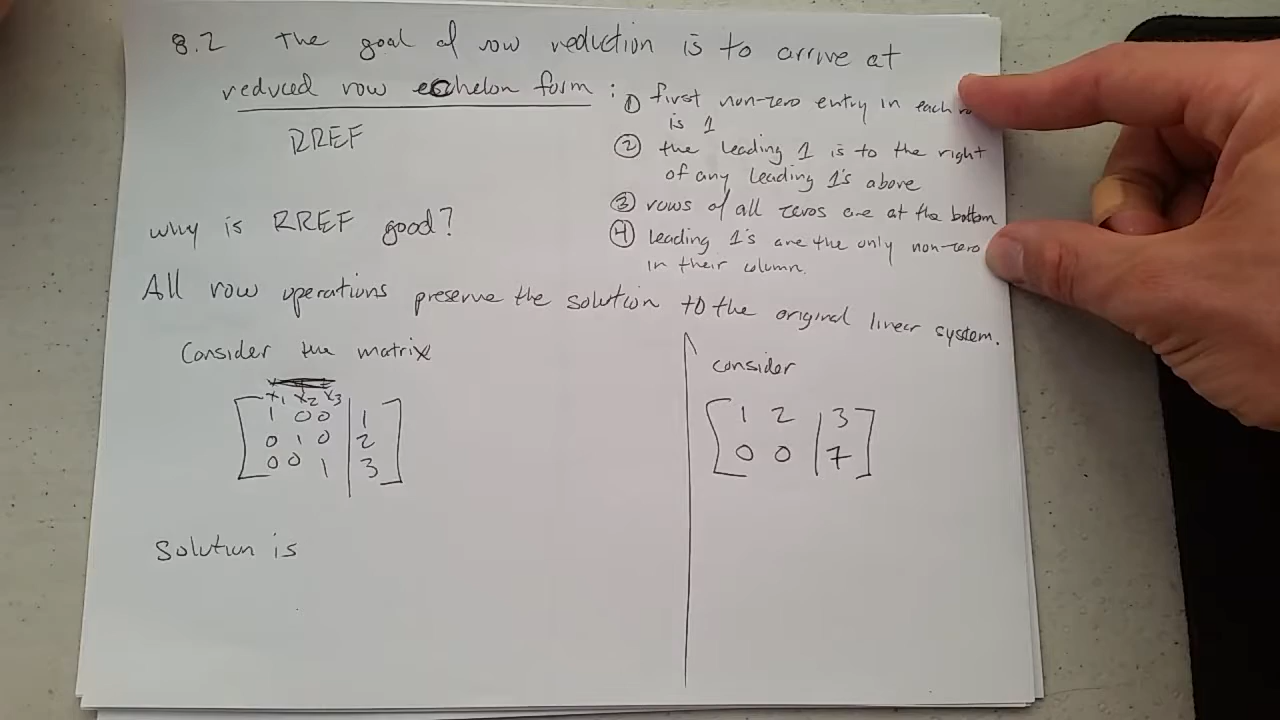 8.2 The goal of row reduction is to arrive at
reduced row echelon form :
RREF
① first non-zero entry in each
is 1
② the leading 1 is to the right
of any leading 1's above
③ rows of all zeros are at the bottom
④ leading 1's are the only non-zero
in their column.
why is RREF good?
All row operations preserve the solution to the original linear system.
Consider the matrix
x1 x2 x3
1 0 0 | 1
0 1 0 | 2
0 0 1 | 3
Solution is
consider
1 2 | 3
0 0 | 7